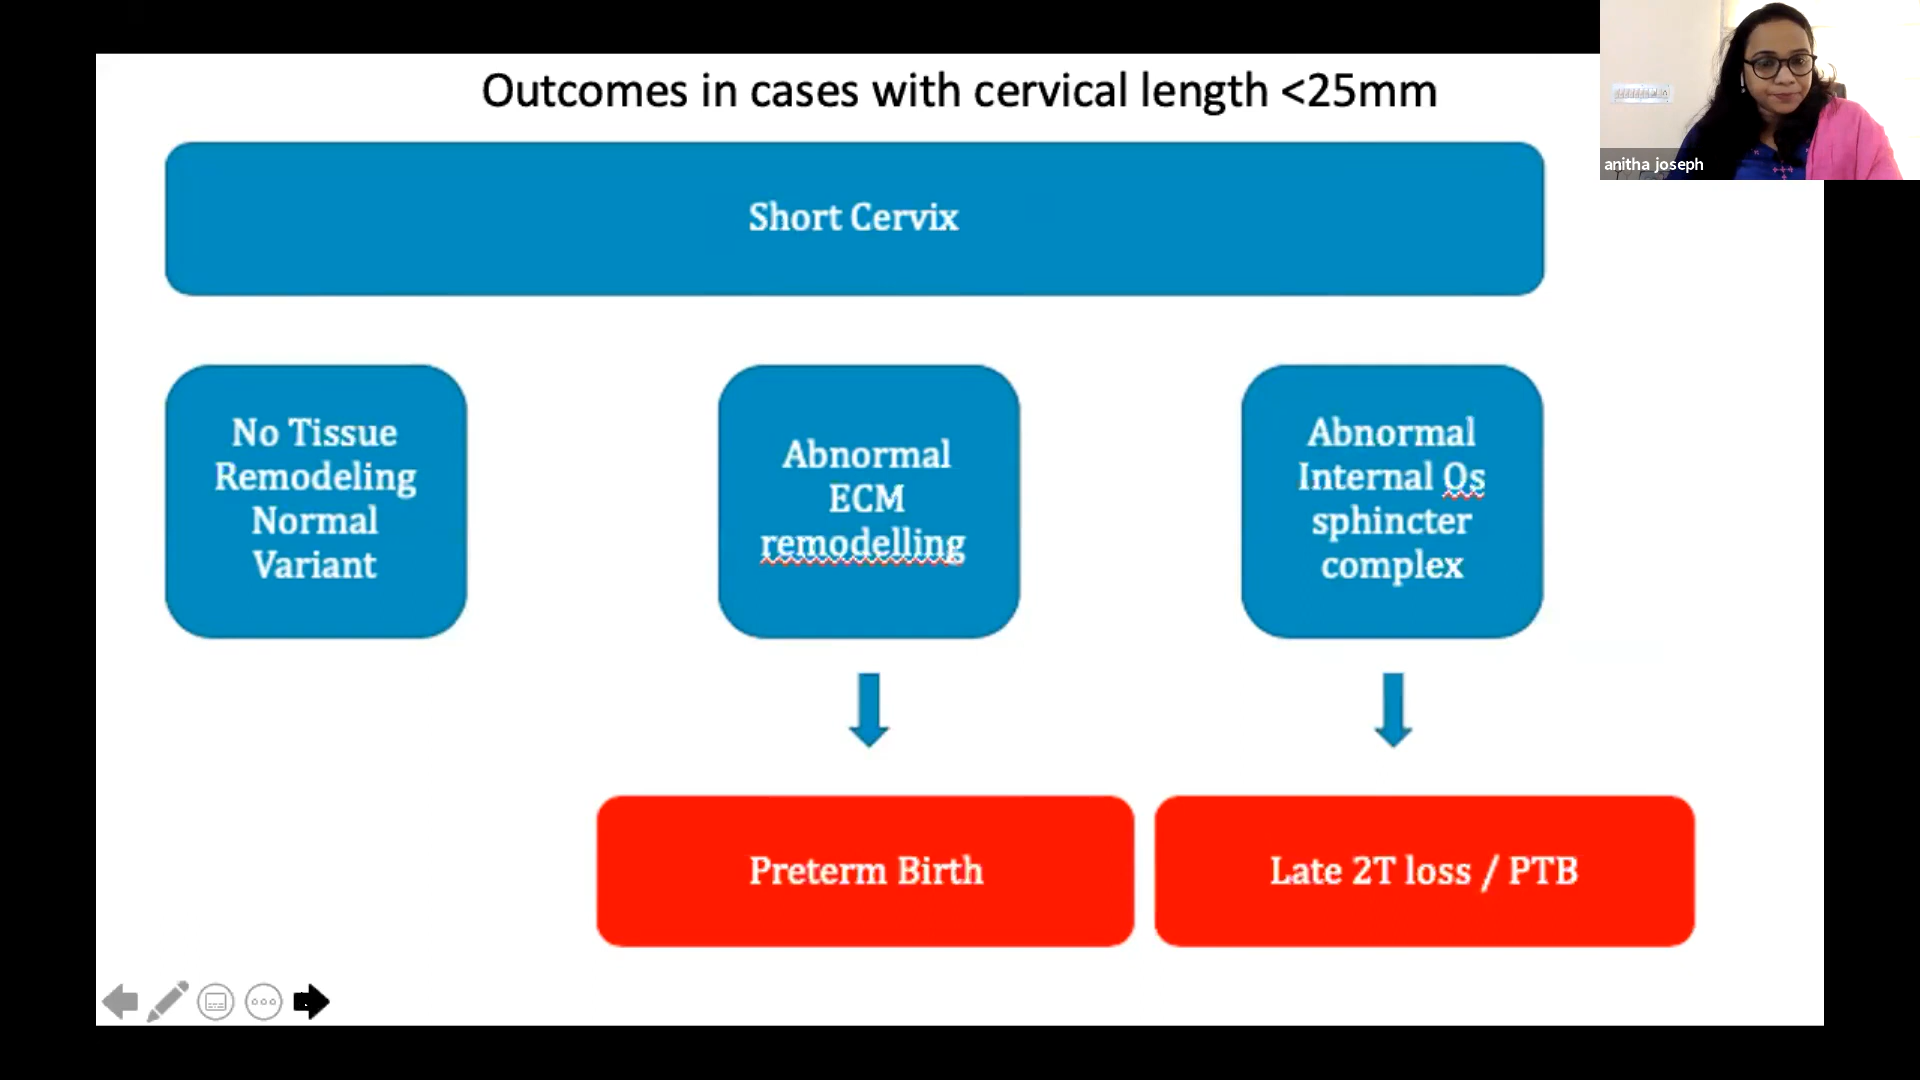 Outcomes in cases with cervical length <25mm
anitha joseph
Short Cervix
No Tissue
Remodeling
Normal
Variant
Abnormal
ECM
remodelling
Abnormal
Internal Os
sphincter
complex
Preterm Birth
Late 2T loss / PTB